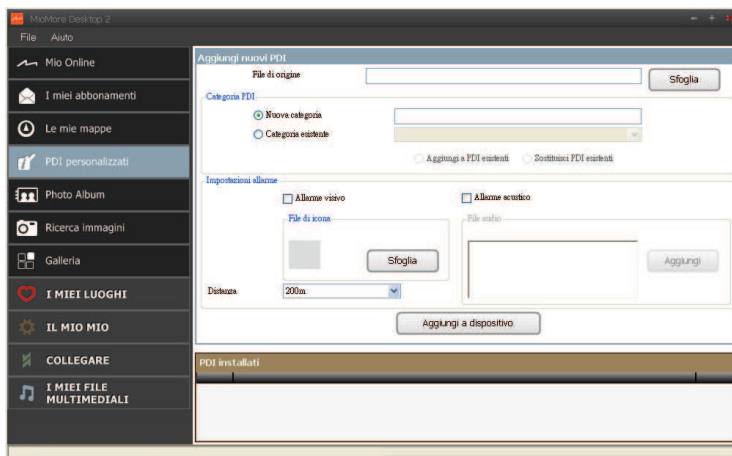 MioMore Desktop 2
File Aiuto
Mio Online
I miei abbonamenti
Le mie mappe
PDI personalizzati
Photo Album
Ricerca immagini
Galleria
I MIEI LUOGHI
IL MIO MIO
COLLEGARE
I MIEI FILE
MULTIMEDIALI
Aggiungi nuovi PDI
File di origine
Sfoglia
Categoria PDI
Nuova categoria
Categoria esistente
Aggiungi a PDI esistenti Sostituisci PDI esistenti
Impostazioni allarme
Allarme visivo Allarme acustico
File di icona File audio
Sfoglia Aggiungi
Distanza 200m
Aggiungi a dispositivo
PDI installati